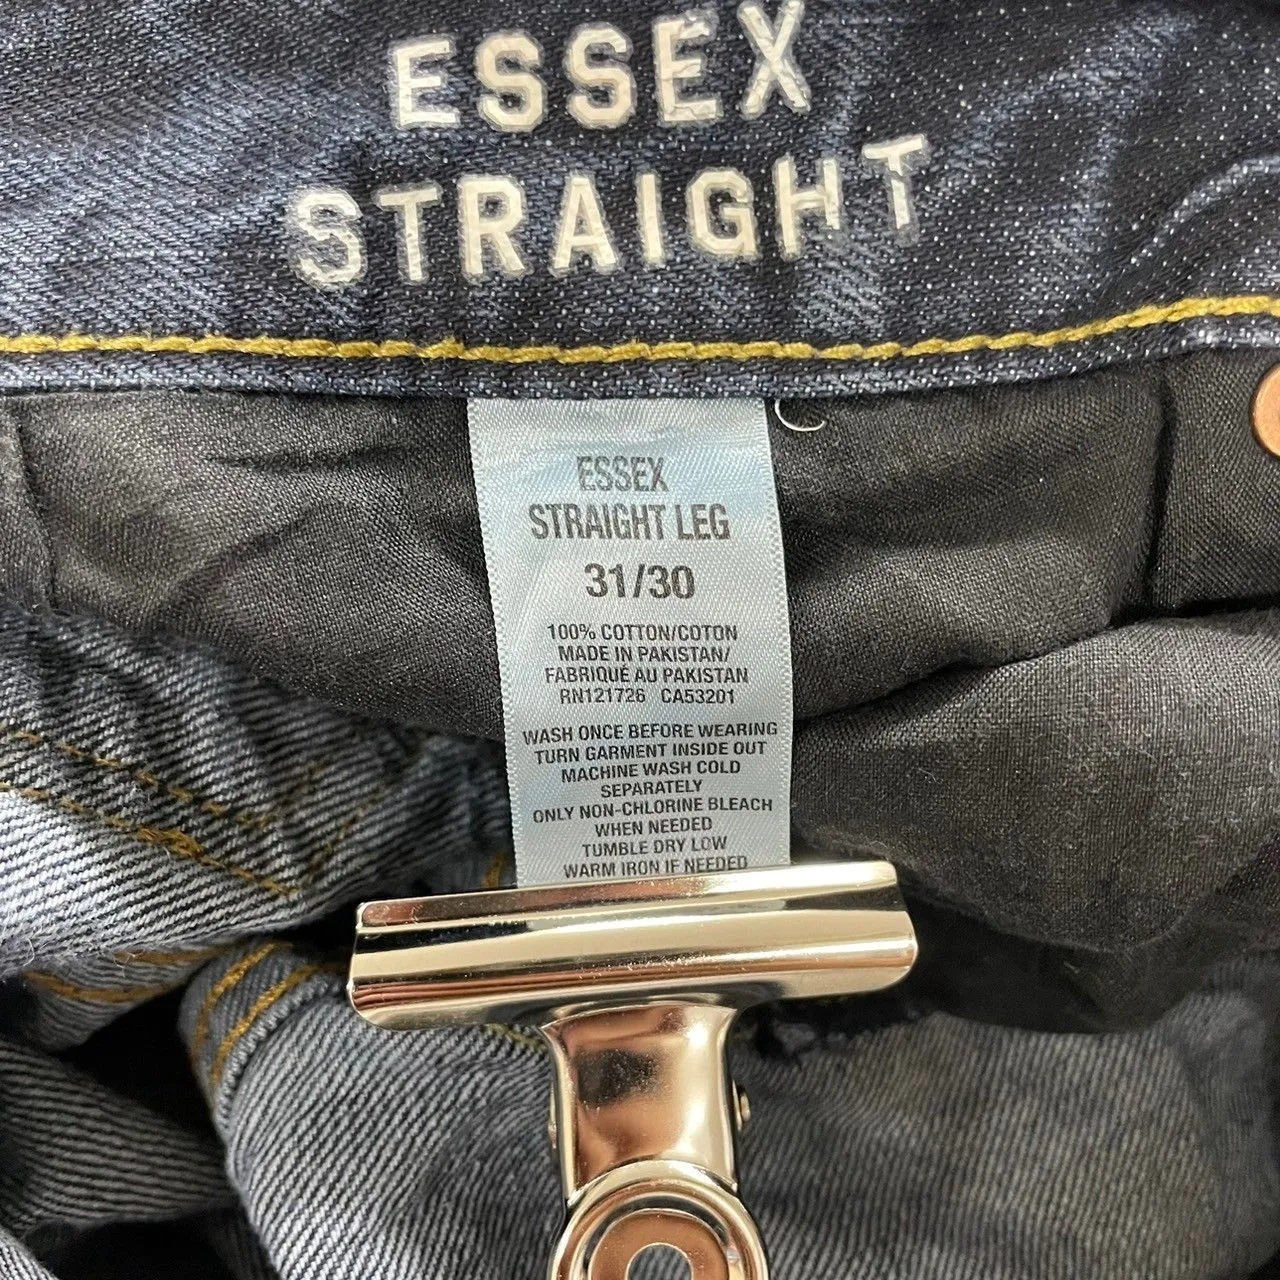 ESSEX
STRAIGHT
ESSEX
STRAIGHT LEG
31/30
100% COTTON/COTON
MADE IN PAKISTAN/
FABRIQUÉ AU PAKISTAN
RN121726 CA53201
WASH ONCE BEFORE WEARING
TURN GARMENT INSIDE OUT
MACHINE WASH COLD
SEPARATELY
ONLY NON-CHLORINE BLEACH
WHEN NEEDED
TUMBLE DRY LOW
WARM IRON IF NEEDED